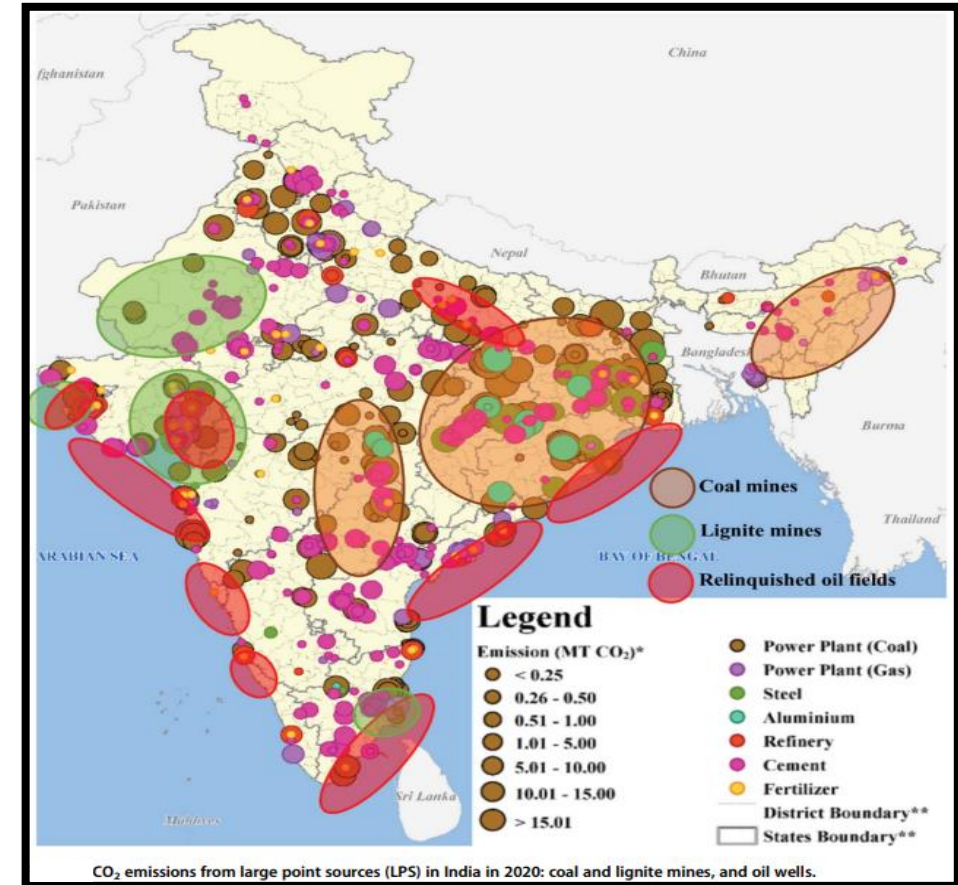 China
fghanistan
Pakistan
Nepal
Bhutan
Bangladesh
Burma
Coal mines
Lignite mines
Thailand
ARABIAN SEA
BAY OF BENGAL
Relinquished oil fields
Legend
Emission (MT CO₂)*
< 0.25
0.26 - 0.50
0.51 - 1.00
1.01 - 5.00
5.01 - 10.00
10.01 - 15.00
> 15.01
Power Plant (Coal)
Power Plant (Gas)
Steel
Aluminium
Refinery
Cement
Fertilizer
District Boundary**
States Boundary**
Sri Lanka
Maldives
CO₂ emissions from large point sources (LPS) in India in 2020: coal and lignite mines, and oil wells.